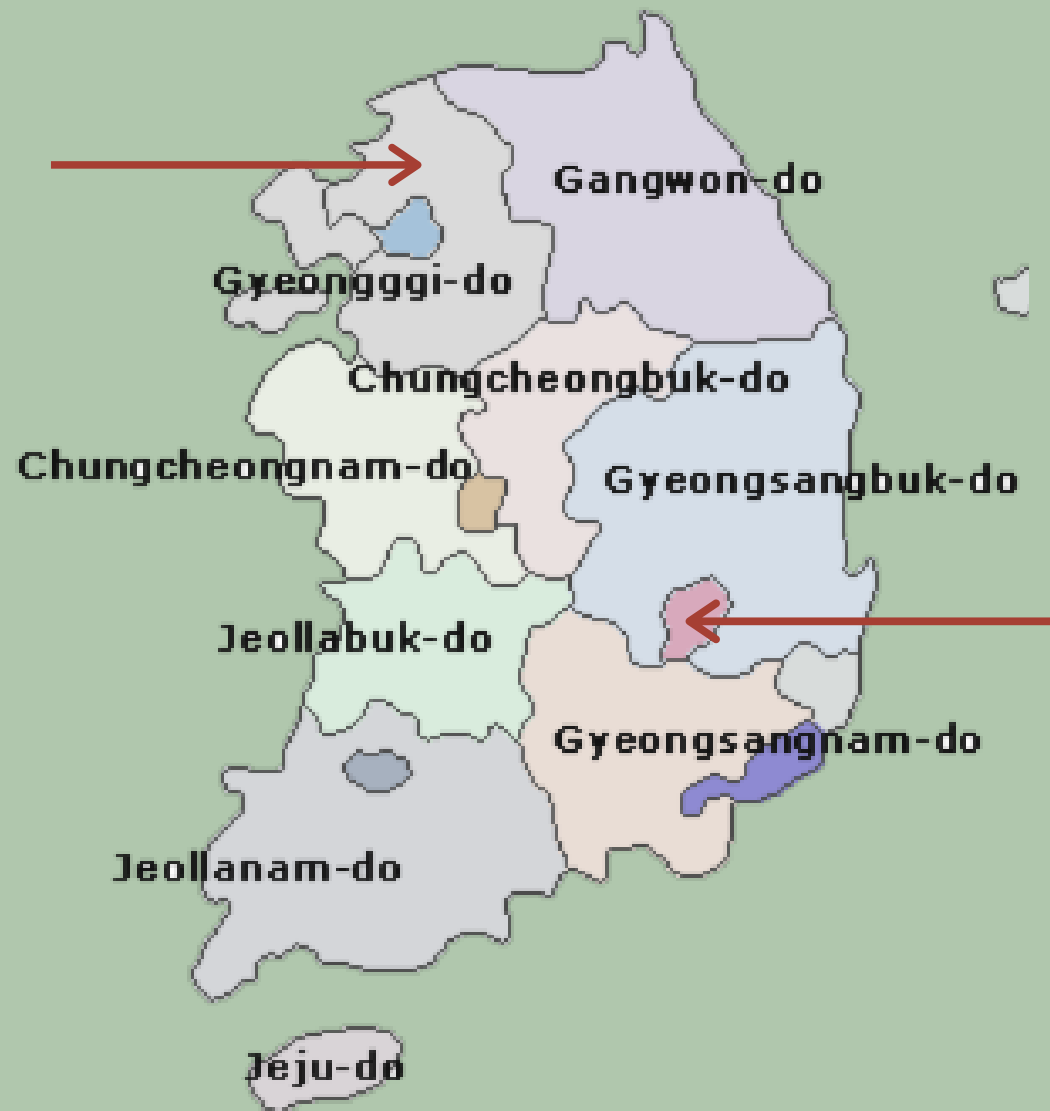 Gangwon-do
Gyeongggi-do
Chungcheongbuk-do
Chungcheongnam-do
Gyeongsangbuk-do
Jeollabuk-do
Gyeongsangnam-do
Jeollanam-do
Jeju-do